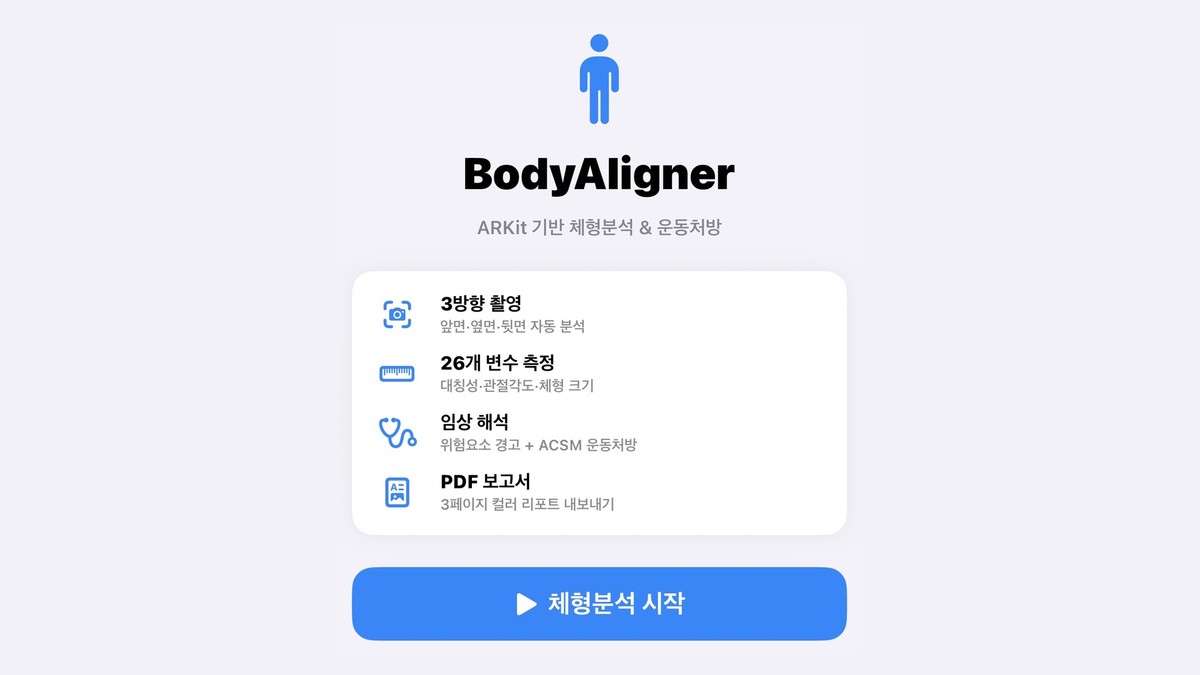 BodyAligner
ARKit 기반 체형분석 & 운동처방
3방향 촬영
앞면·옆면·뒷면 자동 분석
26개 변수 측정
대칭성·관절각도·체형 크기
임상 해석
위험요소 경고 + ACSM 운동처방
PDF 보고서
3페이지 컬러 리포트 내보내기
체형분석 시작